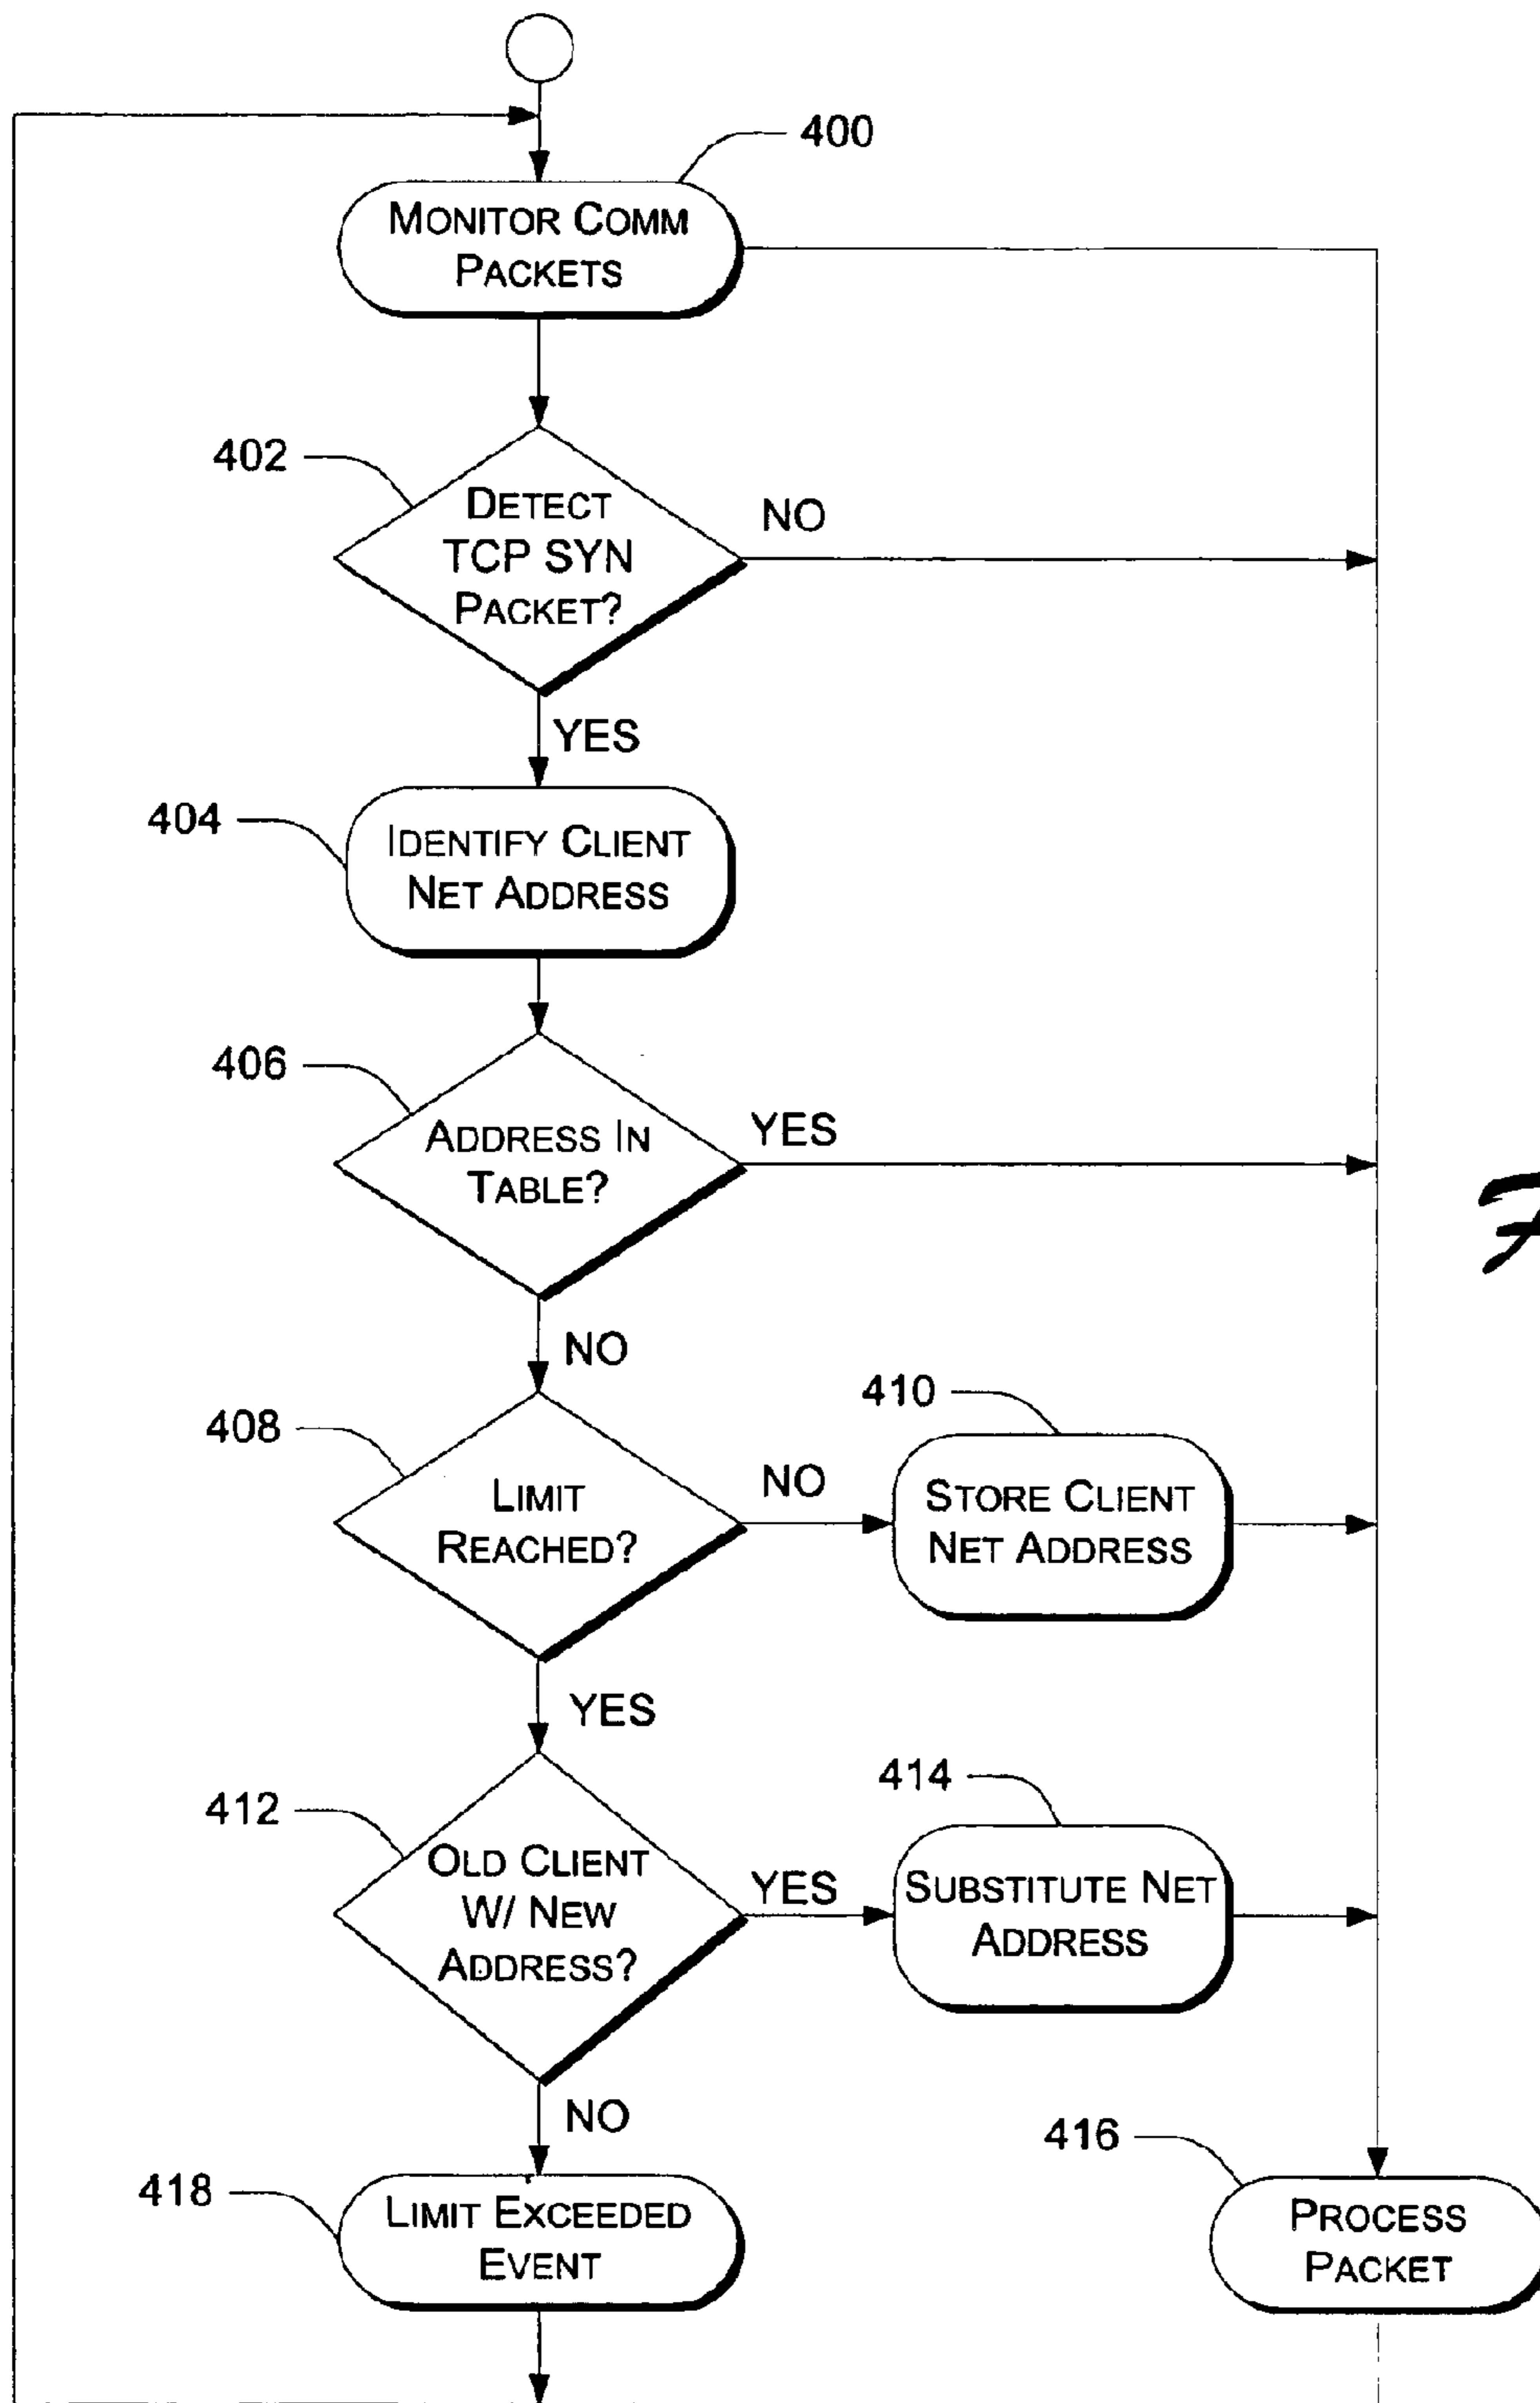 400
MONITOR COMM
PACKETS
402
DETECT
TCP SYN
PACKET?
NO
YES
404
IDENTIFY CLIENT
NET ADDRESS
406
ADDRESS IN
TABLE?
YES
NO
408
LIMIT
REACHED?
NO
410
STORE CLIENT
NET ADDRESS
YES
412
OLD CLIENT
W/ NEW
ADDRESS?
YES
414
SUBSTITUTE NET
ADDRESS
NO
416
PROCESS
PACKET
418
LIMIT EXCEEDED
EVENT